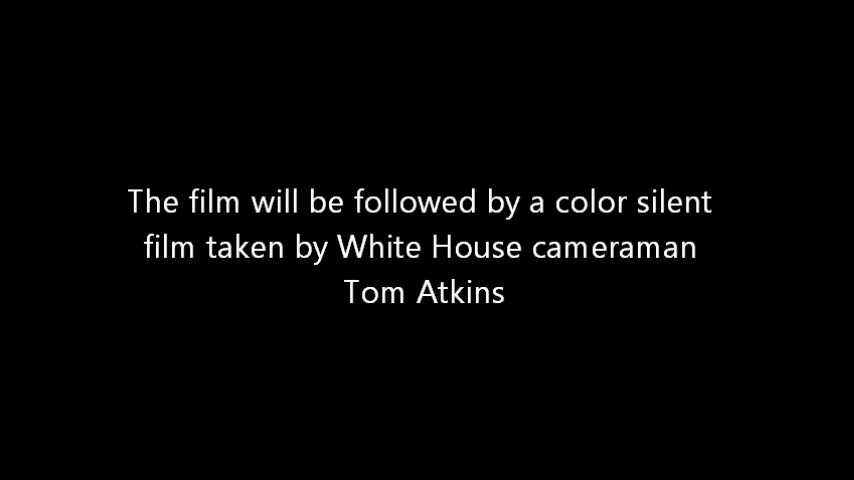 The film will be followed by a color silent
film taken by White House cameraman
Tom Atkins